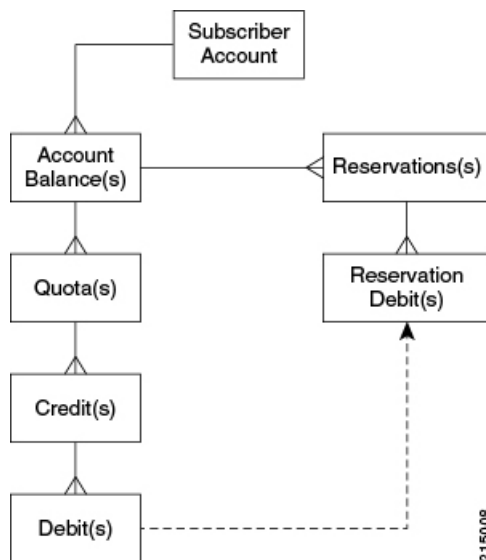 Subscriber
Account
Account
Balance(s)
Reservations(s)
Quota(s)
Reservation
Debit(s)
Credit(s)
Debit(s)